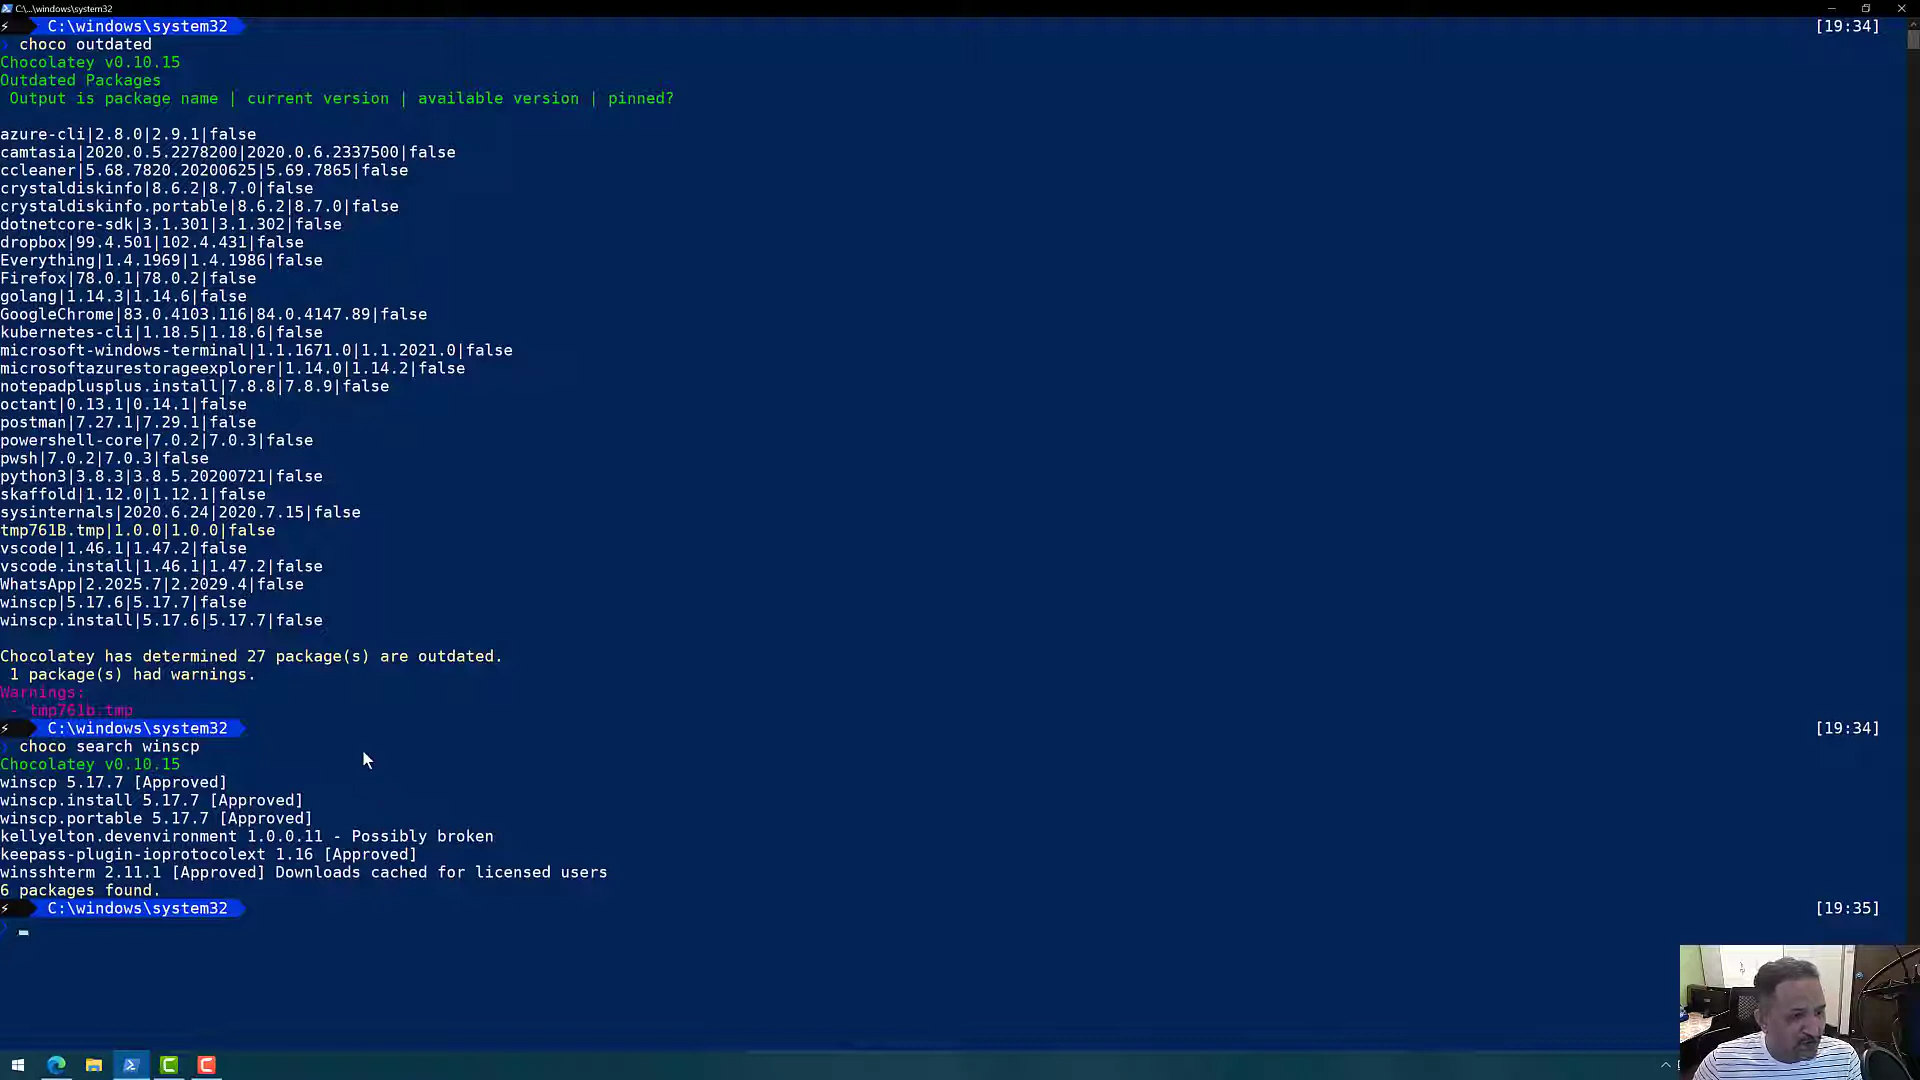 C:\...\windows\system32
C:\windows\system32 [19:34]
choco outdated
Chocolatey v0.10.15
Outdated Packages
Output is package name | current version | available version | pinned?
azure-cli|2.8.0|2.9.1|false
camtasia|2020.0.5.2278200|2020.0.6.2337500|false
ccleaner|5.68.7820.20200625|5.69.7865|false
crystaldiskinfo|8.6.2|8.7.0|false
crystaldiskinfo.portable|8.6.2|8.7.0|false
dotnetcore-sdk|3.1.301|3.1.302|false
dropbox|99.4.501|102.4.431|false
Everything|1.4.1969|1.4.1986|false
Firefox|78.0.1|78.0.2|false
golang|1.14.3|1.14.6|false
GoogleChrome|83.0.4103.116|84.0.4147.89|false
kubernetes-cli|1.18.5|1.18.6|false
microsoft-windows-terminal|1.1.1671.0|1.1.2021.0|false
microsoftazurestorageexplorer|1.14.0|1.14.2|false
notepadplusplus.install|7.8.8|7.8.9|false
octant|0.13.1|0.14.1|false
postman|7.27.1|7.29.1|false
powershell-core|7.0.2|7.0.3|false
pwsh|7.0.2|7.0.3|false
python3|3.8.3|3.8.5.20200721|false
skaffold|1.12.0|1.12.1|false
sysinternals|2020.6.24|2020.7.15|false
tmp761B.tmp|1.0.0|1.0.0|false
vscode|1.46.1|1.47.2|false
vscode.install|1.46.1|1.47.2|false
WhatsApp|2.2025.7|2.2029.4|false
winscp|5.17.6|5.17.7|false
winscp.install|5.17.6|5.17.7|false
Chocolatey has determined 27 package(s) are outdated.
1 package(s) had warnings.
Warnings:
- tmp761b.tmp
C:\windows\system32 [19:34]
choco search winscp
Chocolatey v0.10.15
winscp 5.17.7 [Approved]
winscp.install 5.17.7 [Approved]
winscp.portable 5.17.7 [Approved]
kellyelton.devenvironment 1.0.0.11 - Possibly broken
keepass-plugin-ioprotocolext 1.16 [Approved]
winsshterm 2.11.1 [Approved] Downloads cached for licensed users
6 packages found.
C:\windows\system32 [19:35]